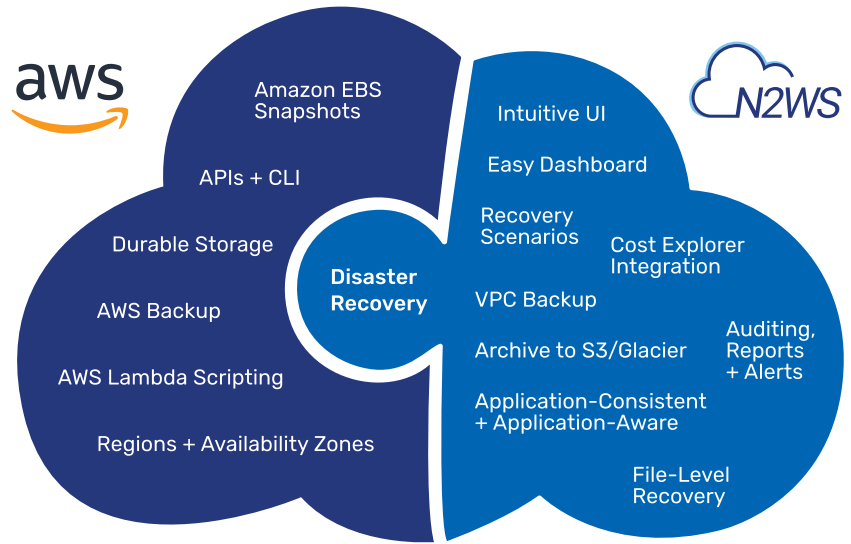 aws
Amazon EBS
Snapshots
APIs + CLI
Durable Storage
AWS Backup
AWS Lambda Scripting
Regions + Availability Zones
Disaster
Recovery
N2WS
Intuitive UI
Easy Dashboard
Recovery
Scenarios
Cost Explorer
Integration
VPC Backup
Archive to S3/Glacier
Auditing,
Reports
+ Alerts
Application-Consistent
+ Application-Aware
File-Level
Recovery